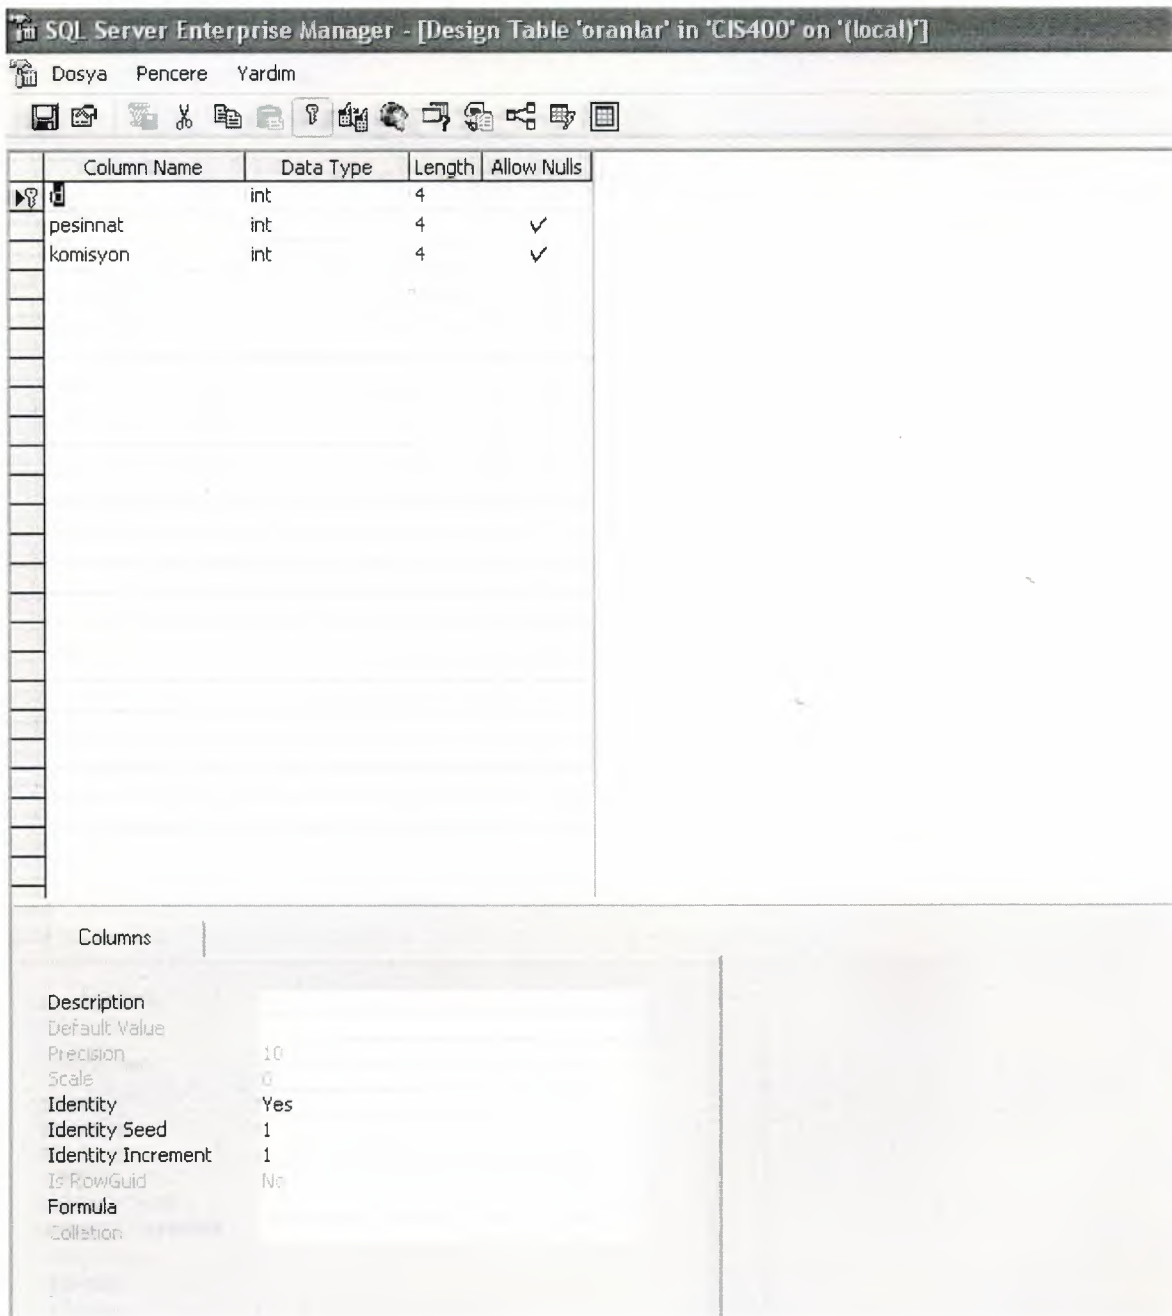 SQL Server Enterprise Manager - [Design Table 'oranlar' in 'CIS400' on '(local)']
Dosya Pencere Yardım
Column Name Data Type Length Allow Nulls
id int 4
pesinnat int 4
komisyon int 4
Columns
Description
Default Value
Precision 10
Scale 0
Identity Yes
Identity Seed 1
Identity Increment 1
Is RowGuid No
Formula
Collation